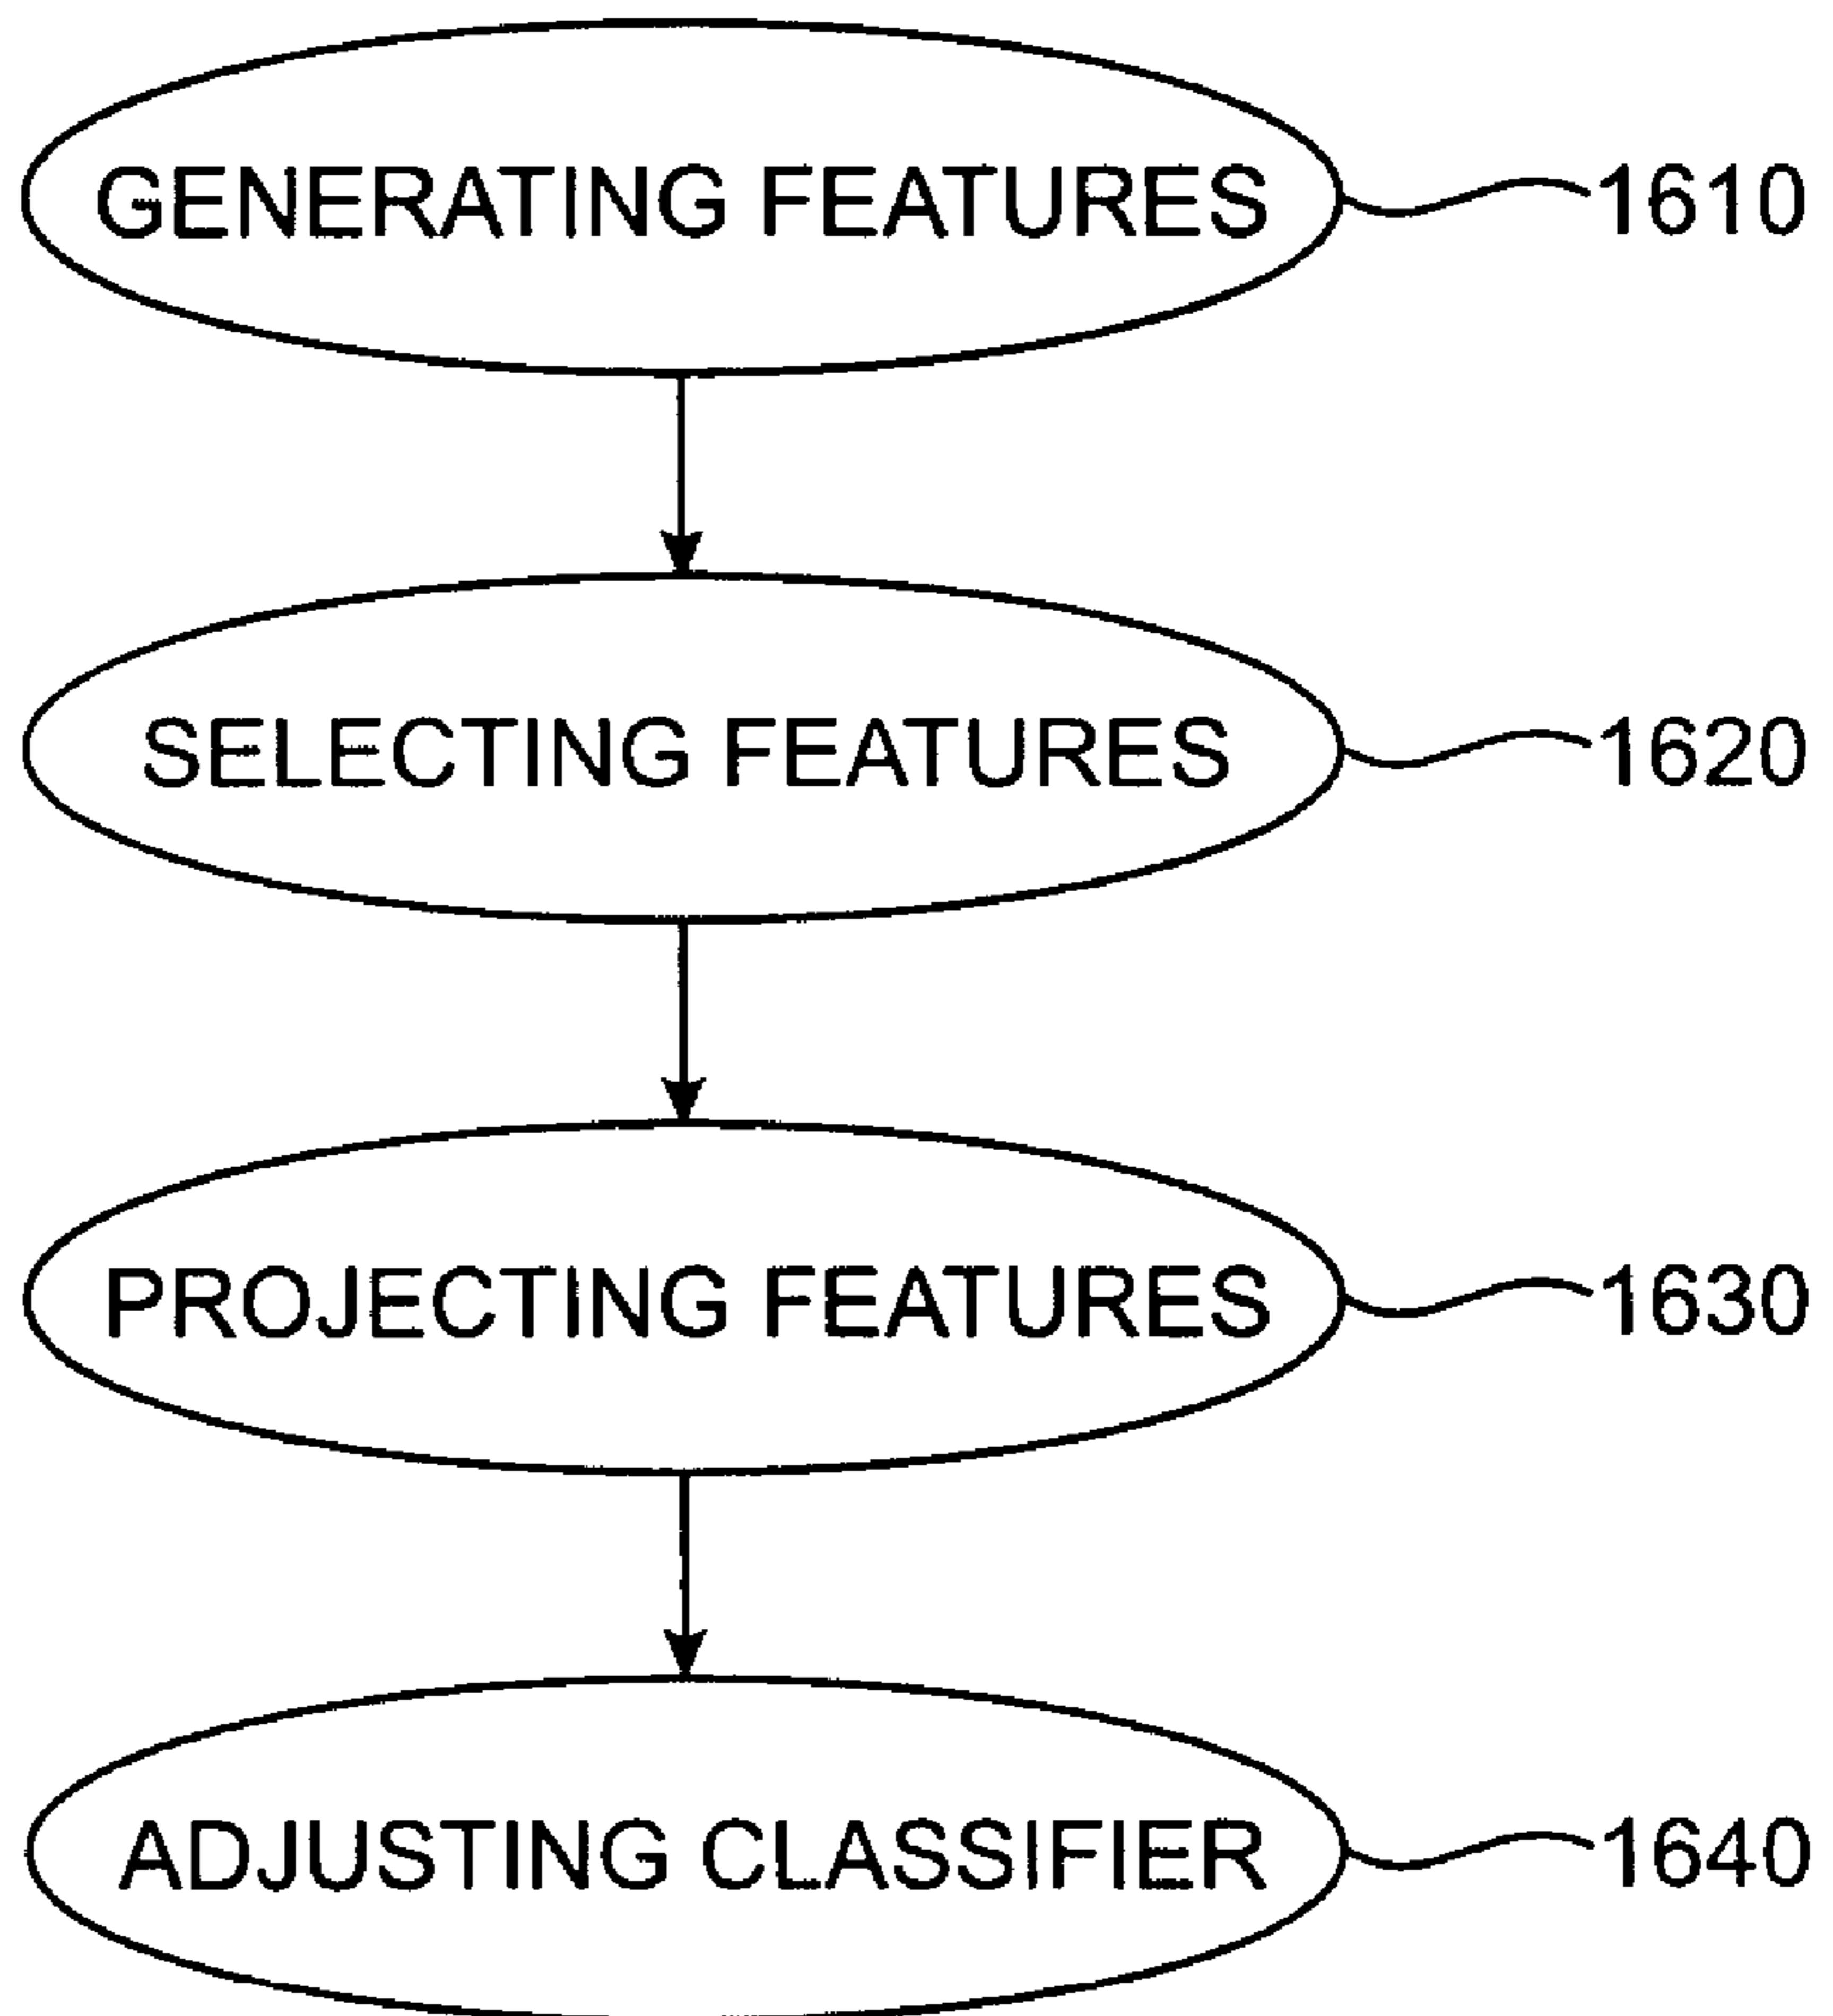 GENERATING FEATURES 1610
SELECTING FEATURES 1620
PROJECTING FEATURES 1630
ADJUSTING CLASSIFIER 1640